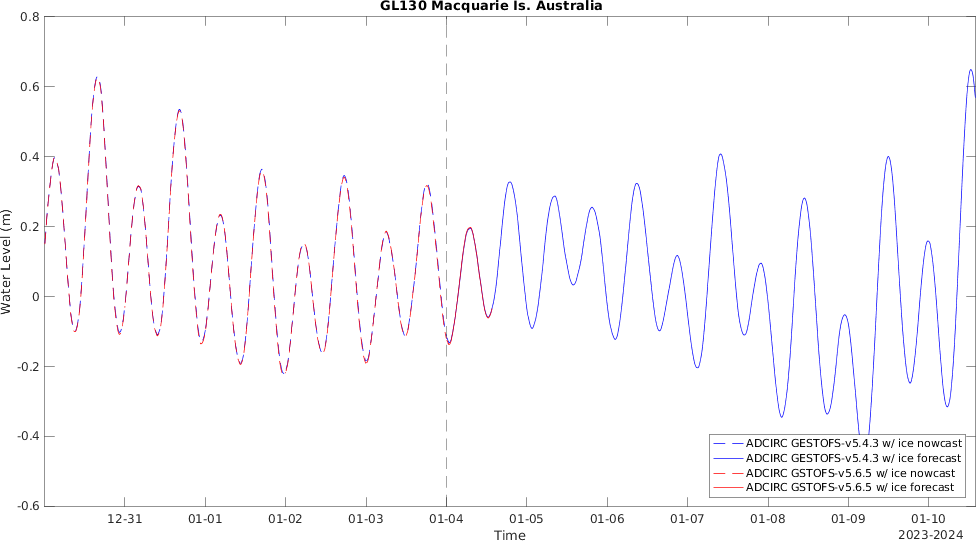 GL130 Macquarie Is. Australia
0.8
0.6
0.4
0.2
0
-0.2
-0.4
-0.6
Water Level (m)
ADCIRC GESTOFS-v5.4.3 w/ ice nowcast
ADCIRC GESTOFS-v5.4.3 w/ ice forecast
ADCIRC GSTOFS-v5.6.5 w/ ice nowcast
ADCIRC GSTOFS-v5.6.5 w/ ice forecast
12-31 01-01 01-02 01-03 01-04 01-05 01-06 01-07 01-08 01-09 01-10
Time
2023-2024